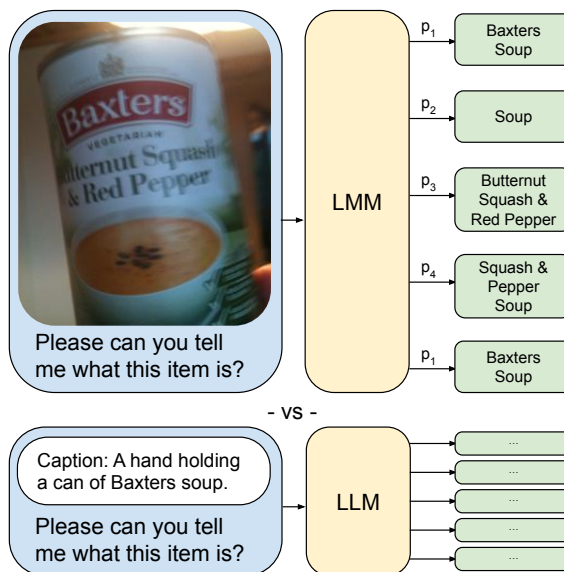 Baxters
VEGETARIAN
Butternut Squash
& Red Pepper
Please can you tell
me what this item is?
LMM
p1
Baxters
Soup
p2
Soup
p3
Butternut
Squash &
Red Pepper
p4
Squash &
Pepper
Soup
p1
Baxters
Soup
- vs -
Caption: A hand holding
a can of Baxters soup.
Please can you tell
me what this item is?
LLM
...
...
...
...
...